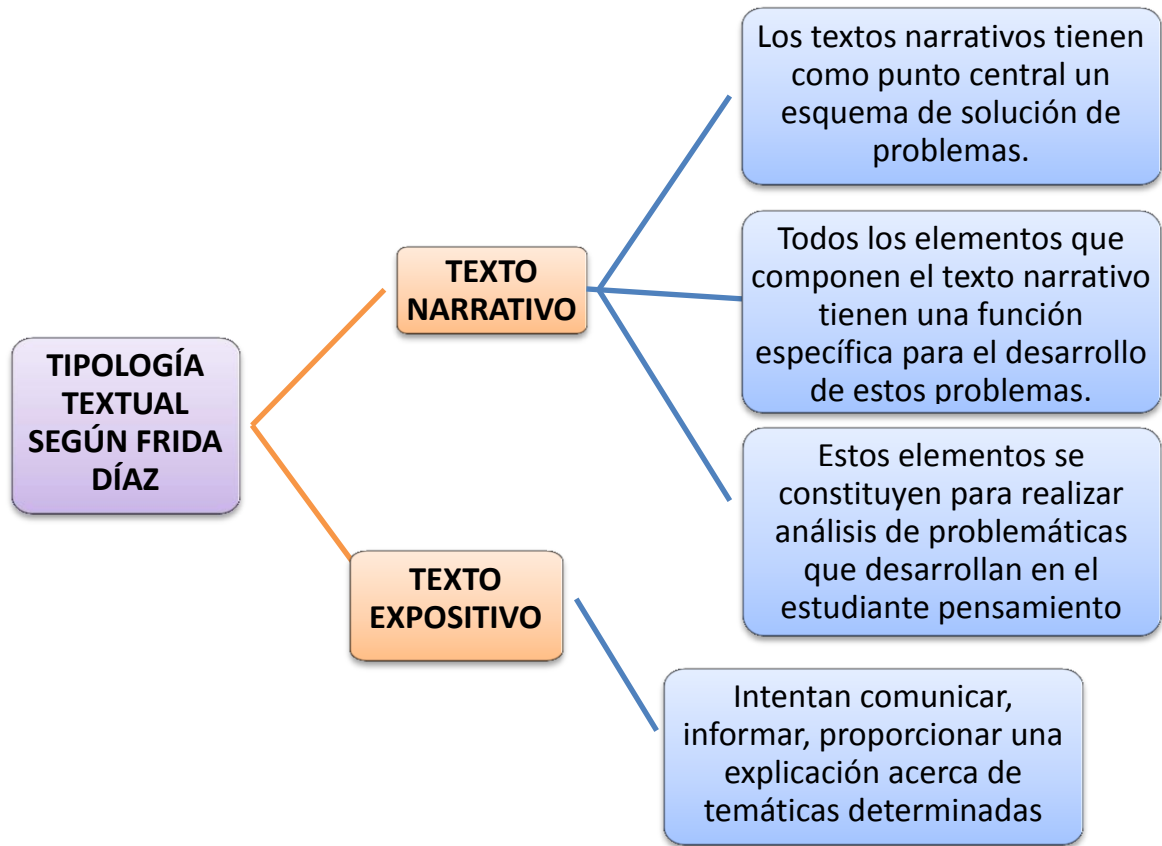 TIPOLOGÍA
TEXTUAL
SEGÚN FRIDA
DÍAZ
TEXTO
NARRATIVO
Los textos narrativos tienen
como punto central un
esquema de solución de
problemas.
Todos los elementos que
componen el texto narrativo
tienen una función
específica para el desarrollo
de estos problemas.
Estos elementos se
constituyen para realizar
análisis de problemáticas
que desarrollan en el
estudiante pensamiento
TEXTO
EXPOSITIVO
Intentan comunicar,
informar, proporcionar una
explicación acerca de
temáticas determinadas